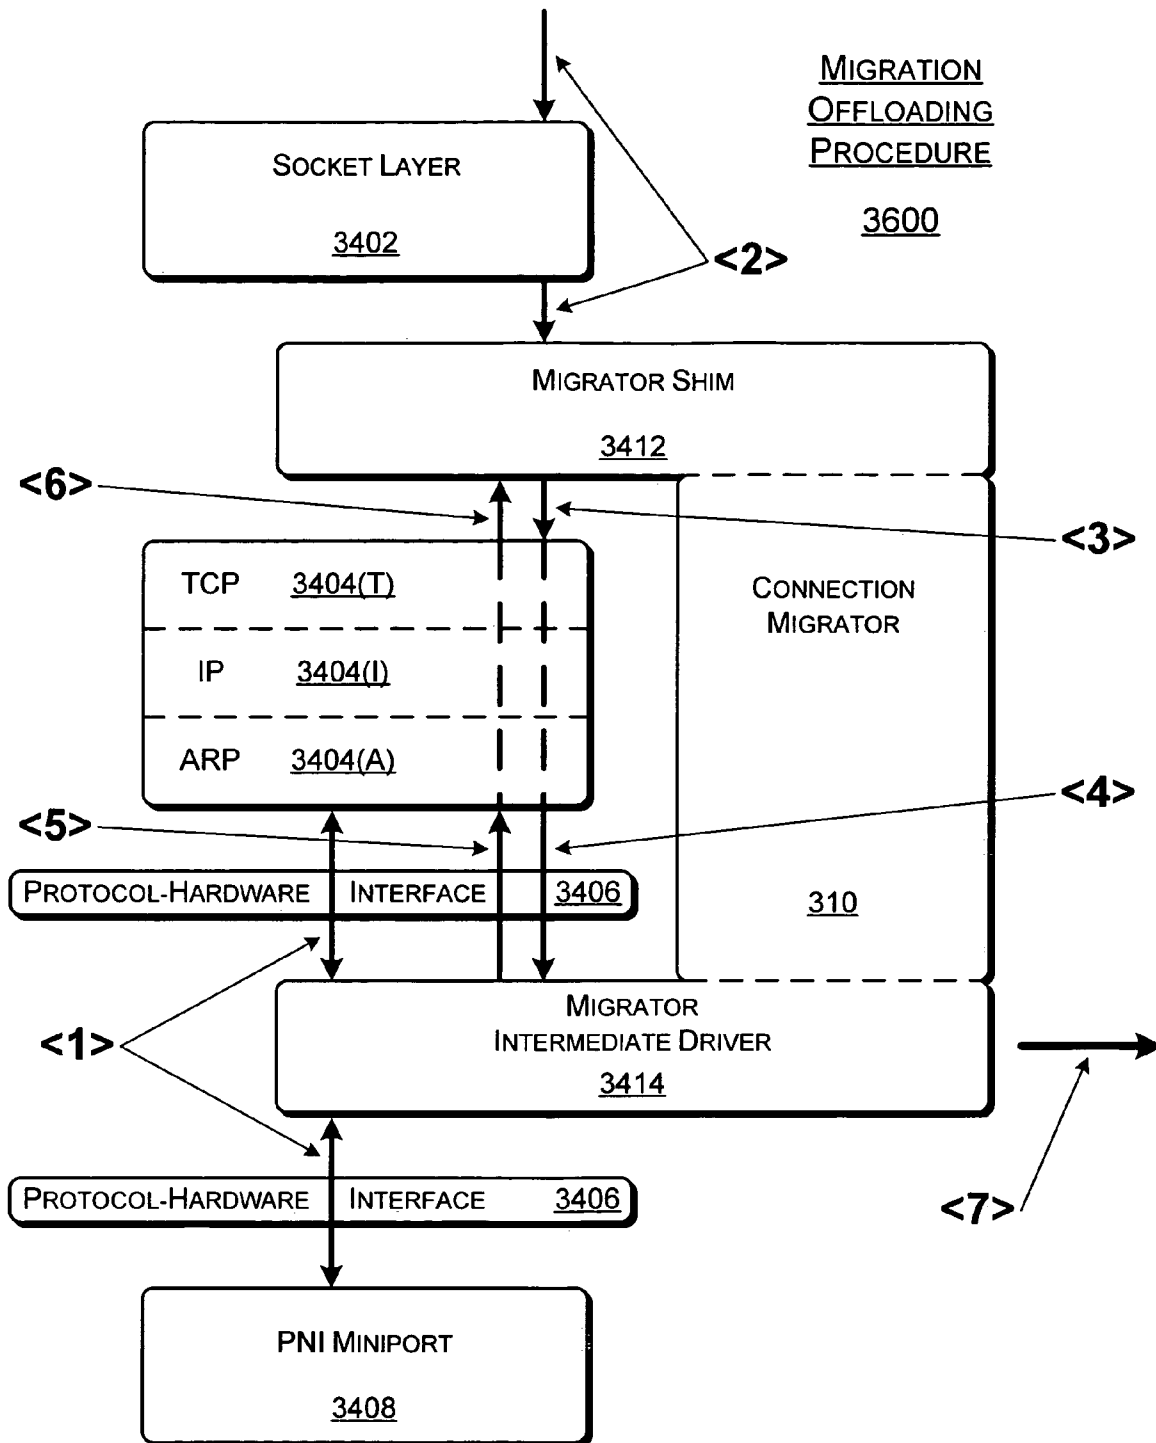 MIGRATION
OFFLOADING
PROCEDURE
3600
SOCKET LAYER
3402
<2>
MIGRATOR SHIM
3412
<6>
<3>
TCP 3404(T)
IP 3404(I)
ARP 3404(A)
CONNECTION
MIGRATOR
310
<5>
<4>
PROTOCOL-HARDWARE INTERFACE 3406
<1>
MIGRATOR
INTERMEDIATE DRIVER
3414
<7>
PROTOCOL-HARDWARE INTERFACE 3406
PNI MINIPORT
3408